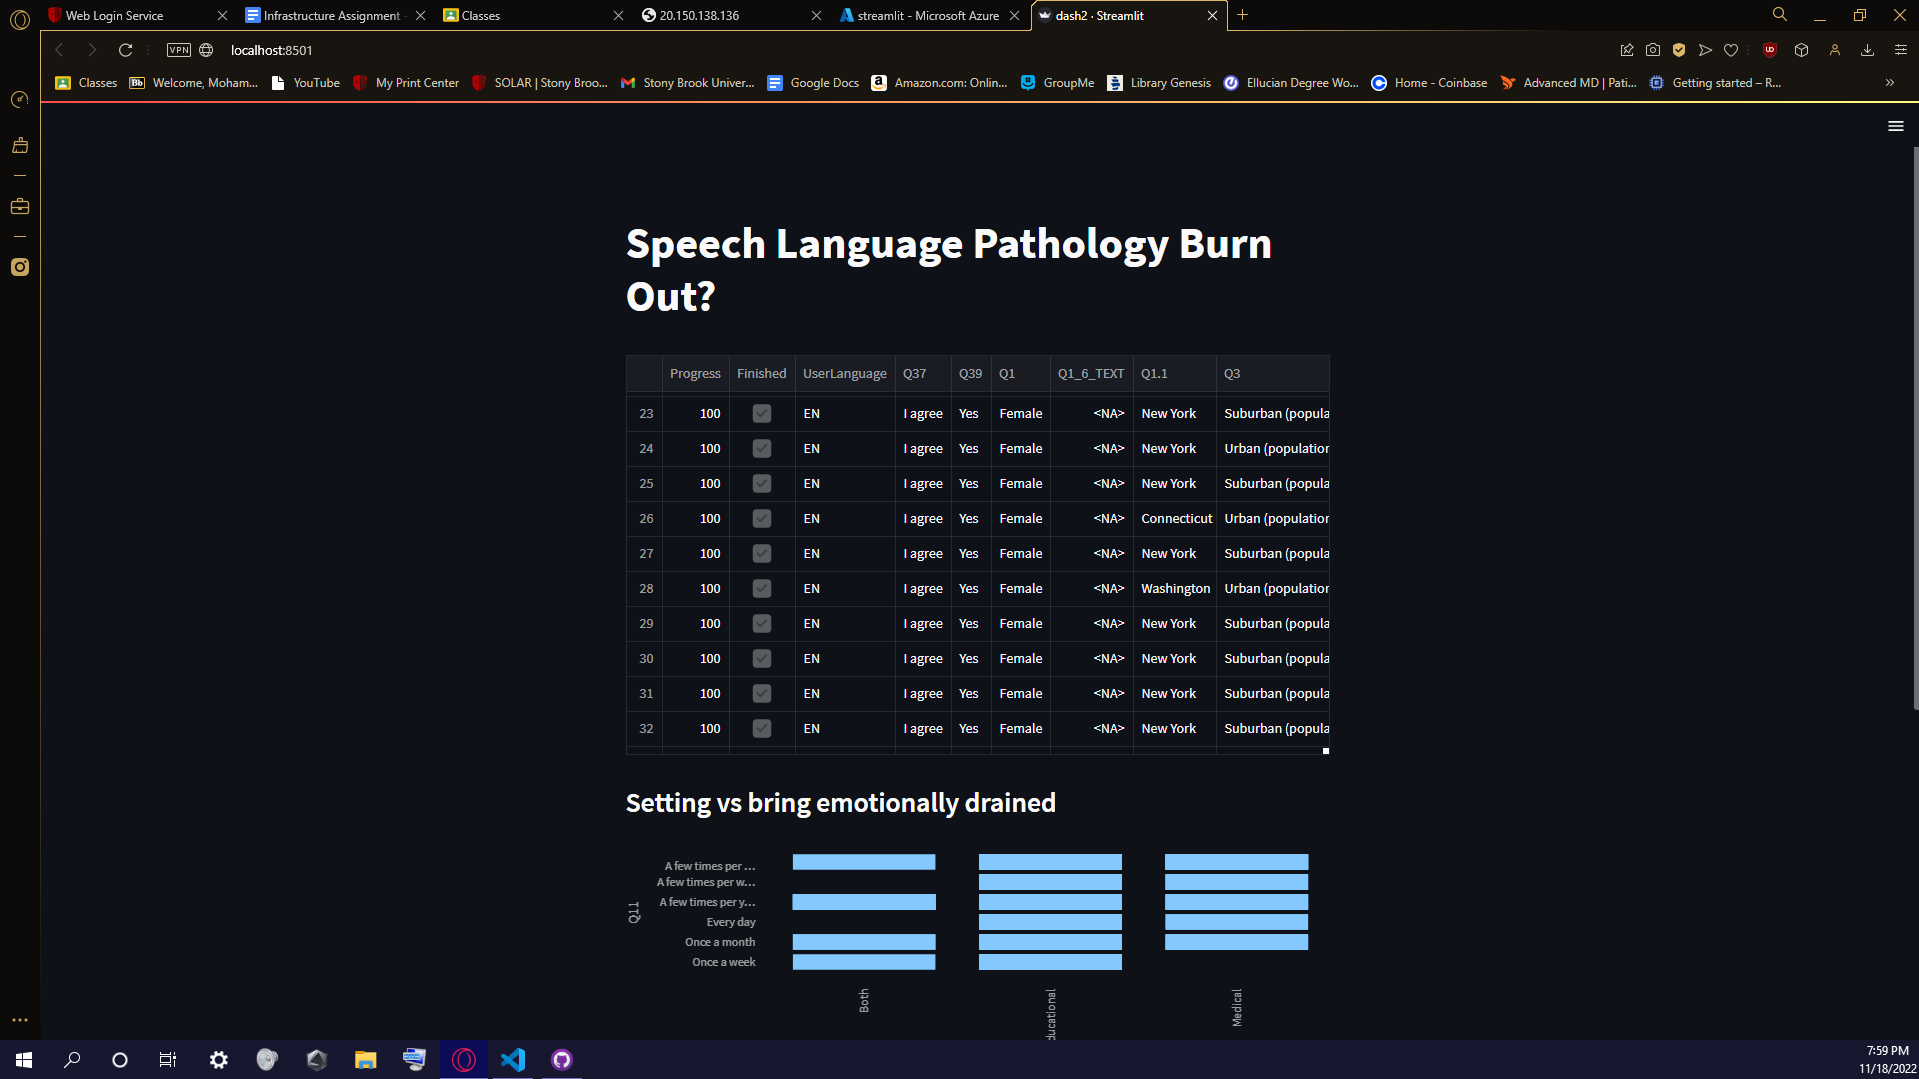 Web Login Service
Infrastructure Assignment
Classes
20.150.138.136
streamlit - Microsoft Azure
dash2 · Streamlit
VPN
localhost:8501
Classes
Bb Welcome, Moham...
YouTube
My Print Center
SOLAR | Stony Broo...
Stony Brook Univer...
Google Docs
Amazon.com: Onlin...
GroupMe
Library Genesis
Ellucian Degree Wo...
Home - Coinbase
Advanced MD | Pati...
Getting started – R...
Speech Language Pathology Burn
Out?
Progress Finished UserLanguage Q37 Q39 Q1 Q1_6_TEXT Q1.1 Q3
23 100 EN I agree Yes Female <NA> New York Suburban (popula
24 100 EN I agree Yes Female <NA> New York Urban (population
25 100 EN I agree Yes Female <NA> New York Suburban (popula
26 100 EN I agree Yes Female <NA> Connecticut Urban (population
27 100 EN I agree Yes Female <NA> New York Suburban (popula
28 100 EN I agree Yes Female <NA> Washington Urban (population
29 100 EN I agree Yes Female <NA> New York Suburban (popula
30 100 EN I agree Yes Female <NA> New York Suburban (popula
31 100 EN I agree Yes Female <NA> New York Suburban (popula
32 100 EN I agree Yes Female <NA> New York Suburban (popula
Setting vs bring emotionally drained
Q11
A few times per ...
A few times per w...
A few times per y...
Every day
Once a month
Once a week
Both
ducational
Medical
7:59 PM
11/18/2022